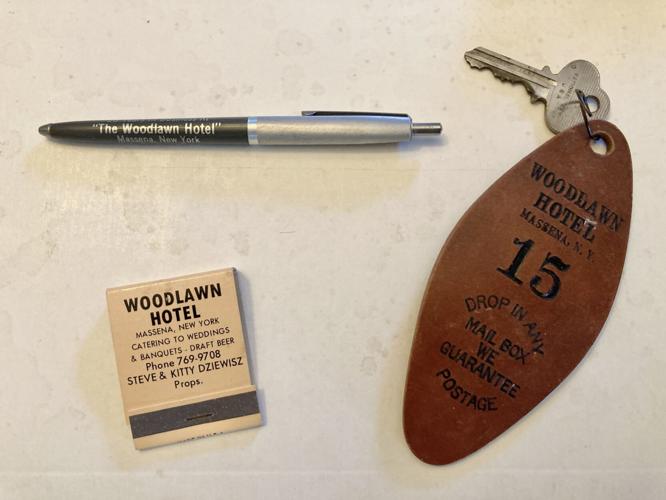 "The Woodlawn Hotel"
Massena, New York
WOODLAWN
HOTEL
MASSENA, N. Y.
15
DROP IN ANY
MAIL BOX
WE
GUARANTEE
POSTAGE
WOODLAWN
HOTEL
MASSENA, NEW YORK
CATERING TO WEDDINGS
& BANQUETS - DRAFT BEER
Phone 769-9708
STEVE & KITTY DZIEWISZ
Props.